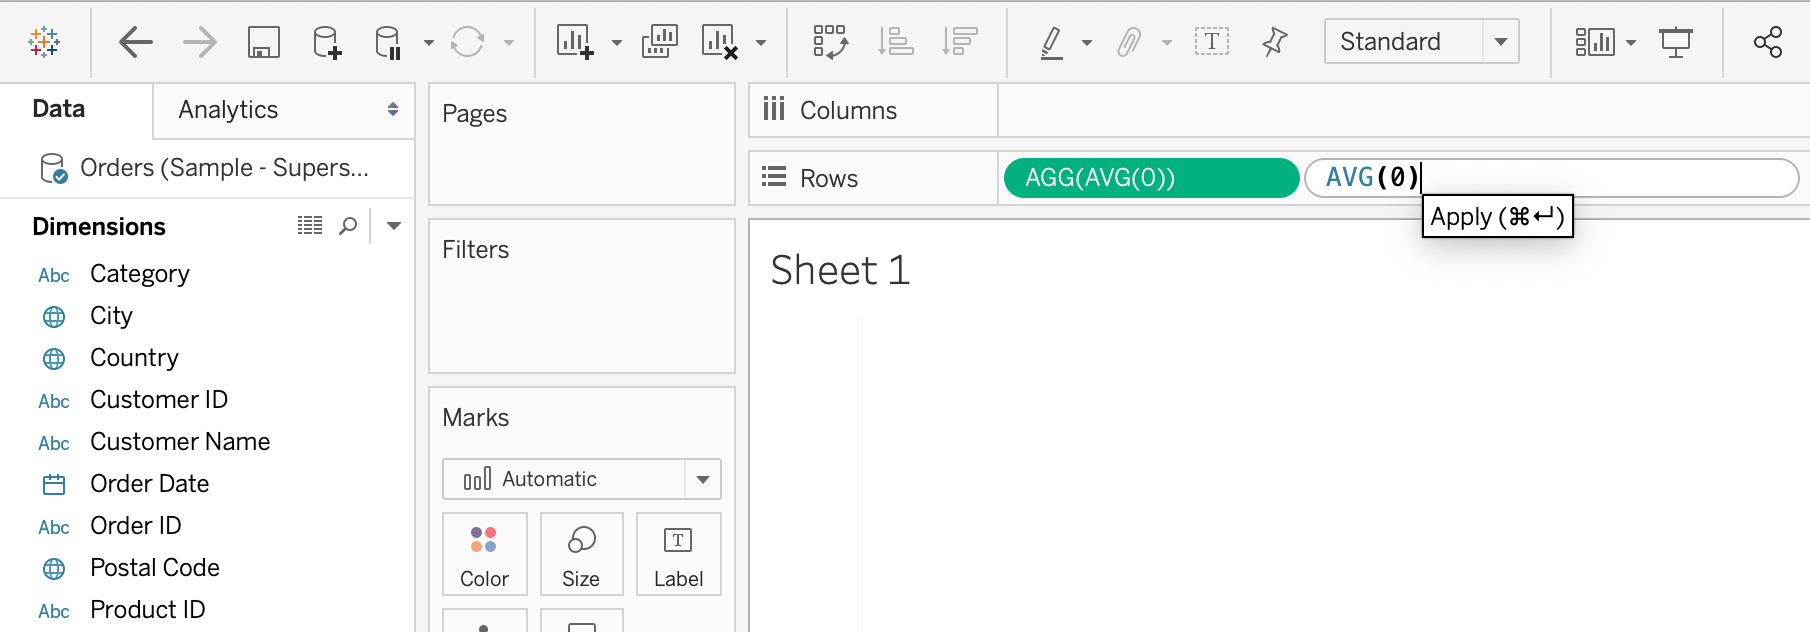 Standard
Data
Analytics
Pages
Columns
Orders (Sample - Supers...
Rows
AGG(AVG(0))
AVG(0)
Apply (⌘↵)
Dimensions
Filters
Sheet 1
Abc Category
City
Country
Abc Customer ID
Abc Customer Name
Order Date
Abc Order ID
Postal Code
Abc Product ID
Marks
Automatic
Color
Size
T
Label